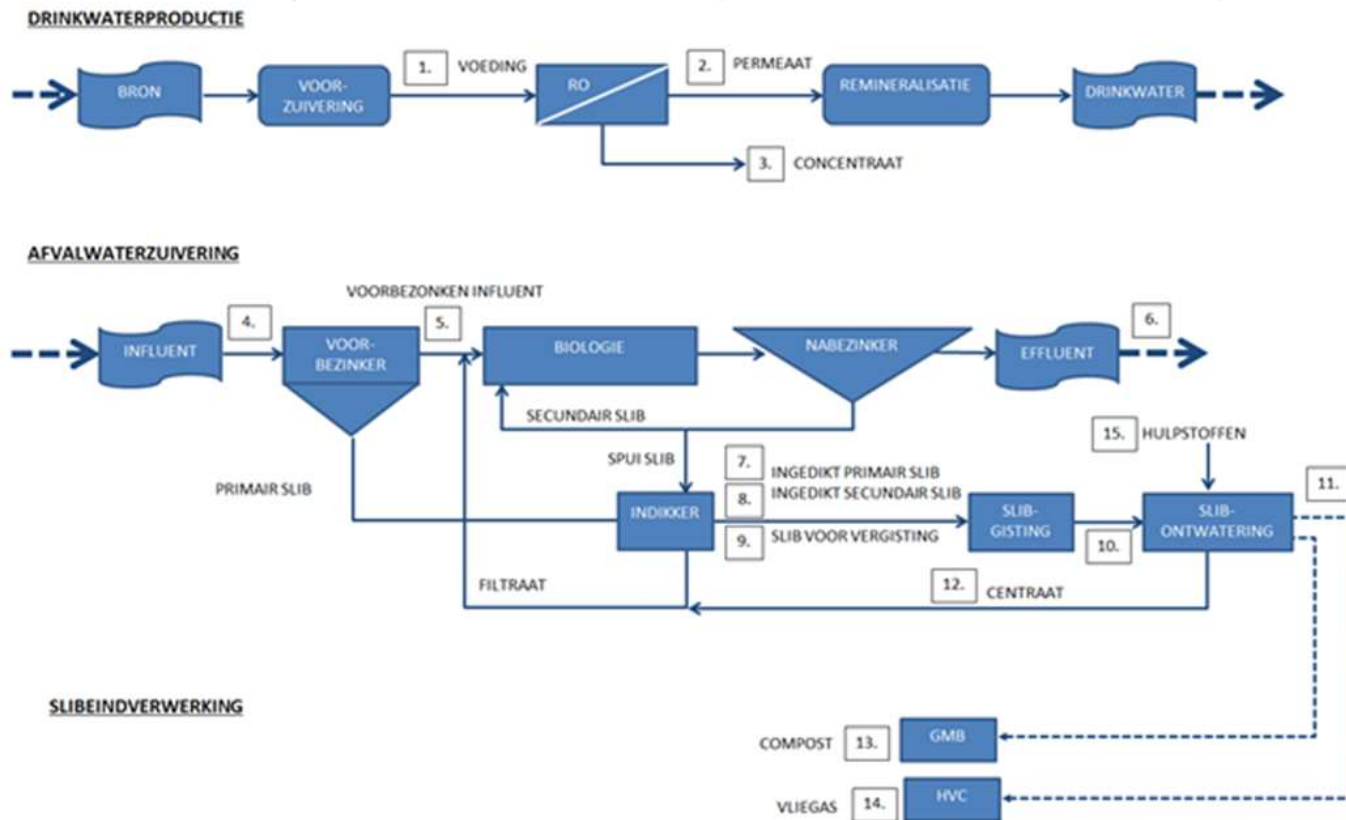 DRINKWATERPRODUCTIE
1. VOEDING
2. PERMEAAT
BRON
VOOR-
ZUIVERING
RO
REMINERALISATIE
DRINKWATER
3. CONCENTRAAT
AFVALWATERZUIVERING
VOORBEZONKEN INFLUENT
4.
5.
6.
INFLUENT
VOOR-
BEZINKER
BIOLOGIE
NABEZINKER
EFFLUENT
SECUNDAIR SLIB
15. HULPSTOFFEN
SPUI SLIB
7. INGEDIKT PRIMAIR SLIB
PRIMAIR SLIB
8. INGEDIKT SECUNDAIR SLIB
11.
INDIKKER
SLIB-
GISTING
SLIB-
ONTWATERING
9. SLIB VOOR VERGISTING
10.
FILTRAAT
12. CENTRAAT
SLIBEINDVERWERKING
COMPOST 13. GMB
VLIEGAS 14. HVC